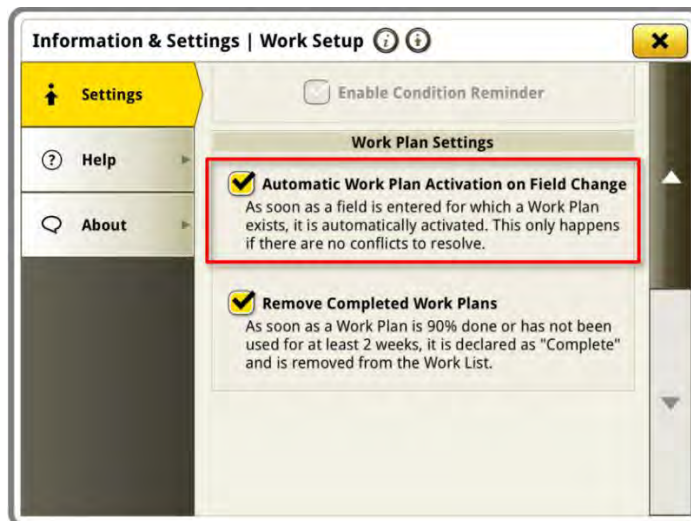 Information & Settings | Work Setup
Settings
Enable Condition Reminder
Work Plan Settings
Help
Automatic Work Plan Activation on Field Change
As soon as a field is entered for which a Work Plan
exists, it is automatically activated. This only happens
if there are no conflicts to resolve.
About
Remove Completed Work Plans
As soon as a Work Plan is 90% done or has not been
used for at least 2 weeks, it is declared as "Complete"
and is removed from the Work List.